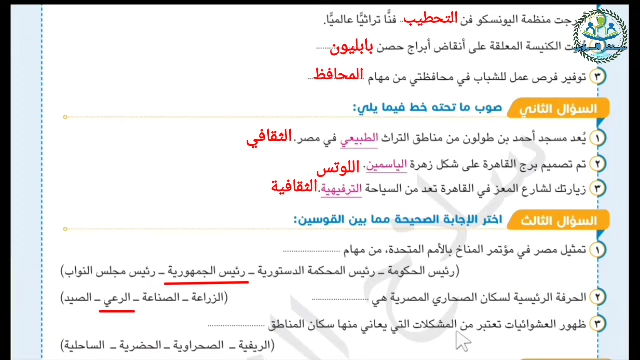 أدرجت منظمة اليونسكو فن التحطيب فنًّا تراثيًّا عالميًّا.
الكنيسة المعلقة على أنقاض أبراج حصن بابليون
٣ توفير فرص عمل للشباب في محافظتي من مهام المحافظ
السؤال الثاني صوب ما تحته خط فيما يلي:
١ يُعد مسجد أحمد بن طولون من مناطق التراث الطبيعي في مصر. الثقافي
٢ تم تصميم برج القاهرة على شكل زهرة الياسمين. اللوتس
٣ زيارتك لشارع المعز في القاهرة تعد من السياحة الترفيهية. الثقافية
السؤال الثالث اختر الإجابة الصحيحة مما بين القوسين:
١ تمثيل مصر في مؤتمر المناخ بالأمم المتحدة، من مهام ........................
(رئيس الحكومة – رئيس المحكمة الدستورية – رئيس الجمهورية – رئيس مجلس النواب)
٢ الحرفة الرئيسية لسكان الصحاري المصرية هي ........................ (الزراعة – الصناعة – الرعي – الصيد)
٣ ظهور العشوائيات تعتبر من المشكلات التي يعاني منها سكان المناطق ........................
(الريفية – الصحراوية – الحضرية – الساحلية)